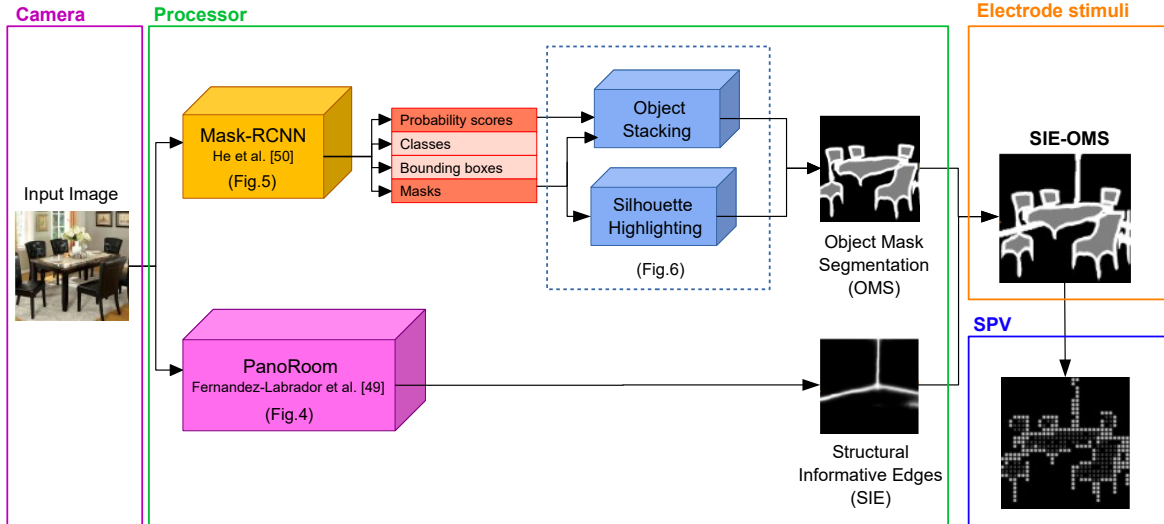 Camera
Processor
Electrode stimuli
Input Image
Mask-RCNN
He et al. [50]
(Fig.5)
Probability scores
Classes
Bounding boxes
Masks
Object
Stacking
Silhouette
Highlighting
(Fig.6)
Object Mask
Segmentation
(OMS)
SIE-OMS
PanoRoom
Fernandez-Labrador et al. [49]
(Fig.4)
Structural
Informative Edges
(SIE)
SPV